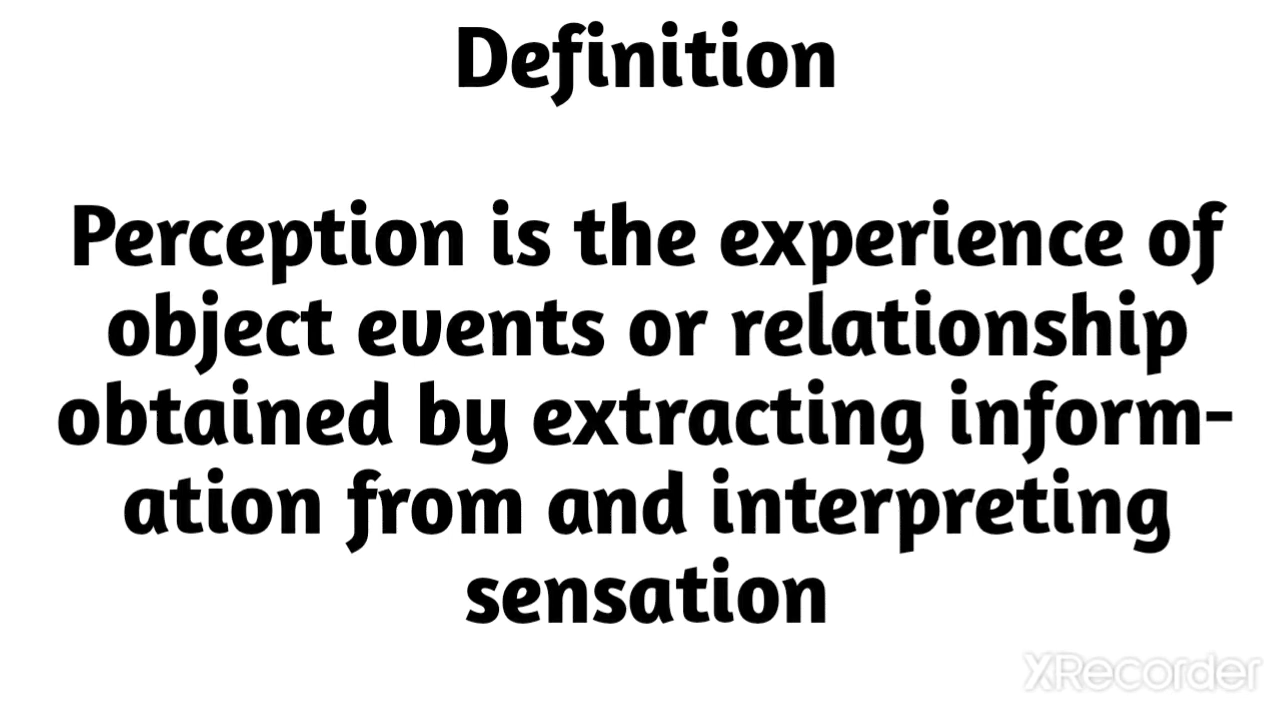 Definition
Perception is the experience of
object events or relationship
obtained by extracting inform-
ation from and interpreting
sensation
XRecorder